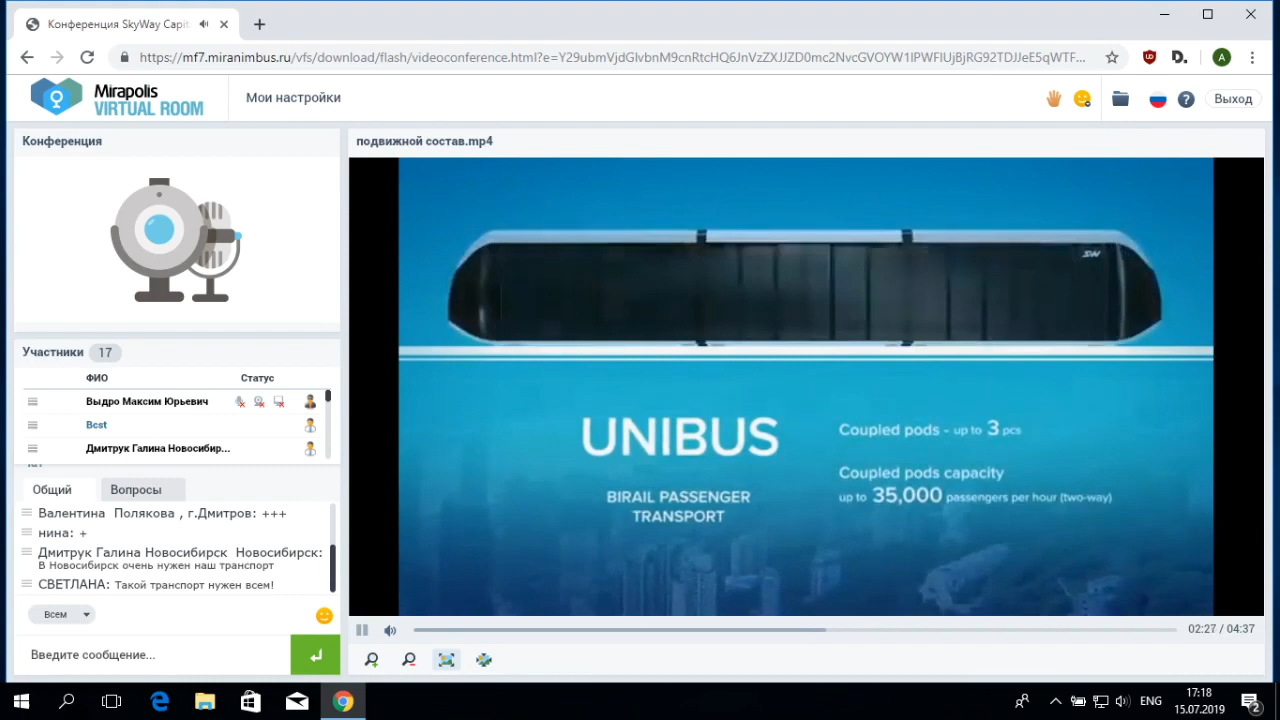 Конференция SkyWay Capit
https://mf7.miranimbus.ru/vfs/download/flash/videoconference.html?e=Y29ubmVjdGlvbnM9cnRtcHQ6JnVzZXJJZD0mc2NvcGVOYW1lPWFlUjBjRG92TDJJeE5qWTF...
D.
A
Mirapolis
VIRTUAL ROOM
Мои настройки
Выход
Конференция
подвижной состав.mp4
SW
UNIBUS
BIRAIL PASSENGER
TRANSPORT
Coupled pods - up to 3 pcs
Coupled pods capacity
up to 35,000 passengers per hour (two-way)
Участники 17
ФИО Статус
Выдро Максим Юрьевич
Bcst
Дмитрук Галина Новосибир...
Общий Вопросы
Валентина Полякова , г.Дмитров: +++
нина: +
Дмитрук Галина Новосибирск Новосибирск:
В Новосибирск очень нужен наш транспорт
СВЕТЛАНА: Такой транспорт нужен всем!
Всем
Введите сообщение...
02:27 / 04:37
ENG
17:18
15.07.2019
2